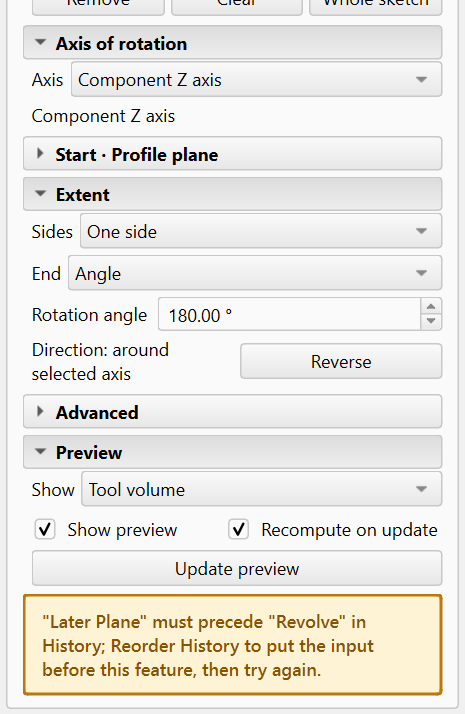 Remove Clear Whole sketch
Axis of rotation
Axis Component Z axis
Component Z axis
Start · Profile plane
Extent
Sides One side
End Angle
Rotation angle 180.00 °
Direction: around
selected axis
Reverse
Advanced
Preview
Show Tool volume
Show preview Recompute on update
Update preview
"Later Plane" must precede "Revolve" in
History; Reorder History to put the input
before this feature, then try again.